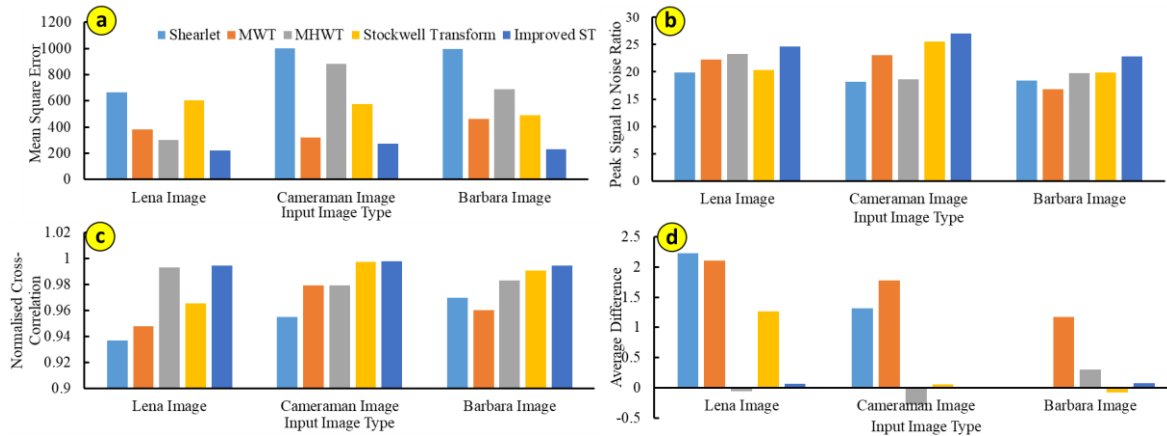 a
1200
1000
800
600
400
200
0
Mean Square Error
Shearlet MWT MHWT Stockwell Transform Improved ST
Lena Image Cameraman Image Barbara Image
Input Image Type
b
30
25
20
15
10
5
0
Peak Signal to Noise Ratio
Lena Image Cameraman Image Barbara Image
Input Image Type
c
1.02
1
0.98
0.96
0.94
0.92
0.9
Normalised Cross-
Correlation
Lena Image Cameraman Image Barbara Image
Input Image Type
d
2.5
2
1.5
1
0.5
0
-0.5
Average Difference
Lena Image Cameraman Image Barbara Image
Input Image Type